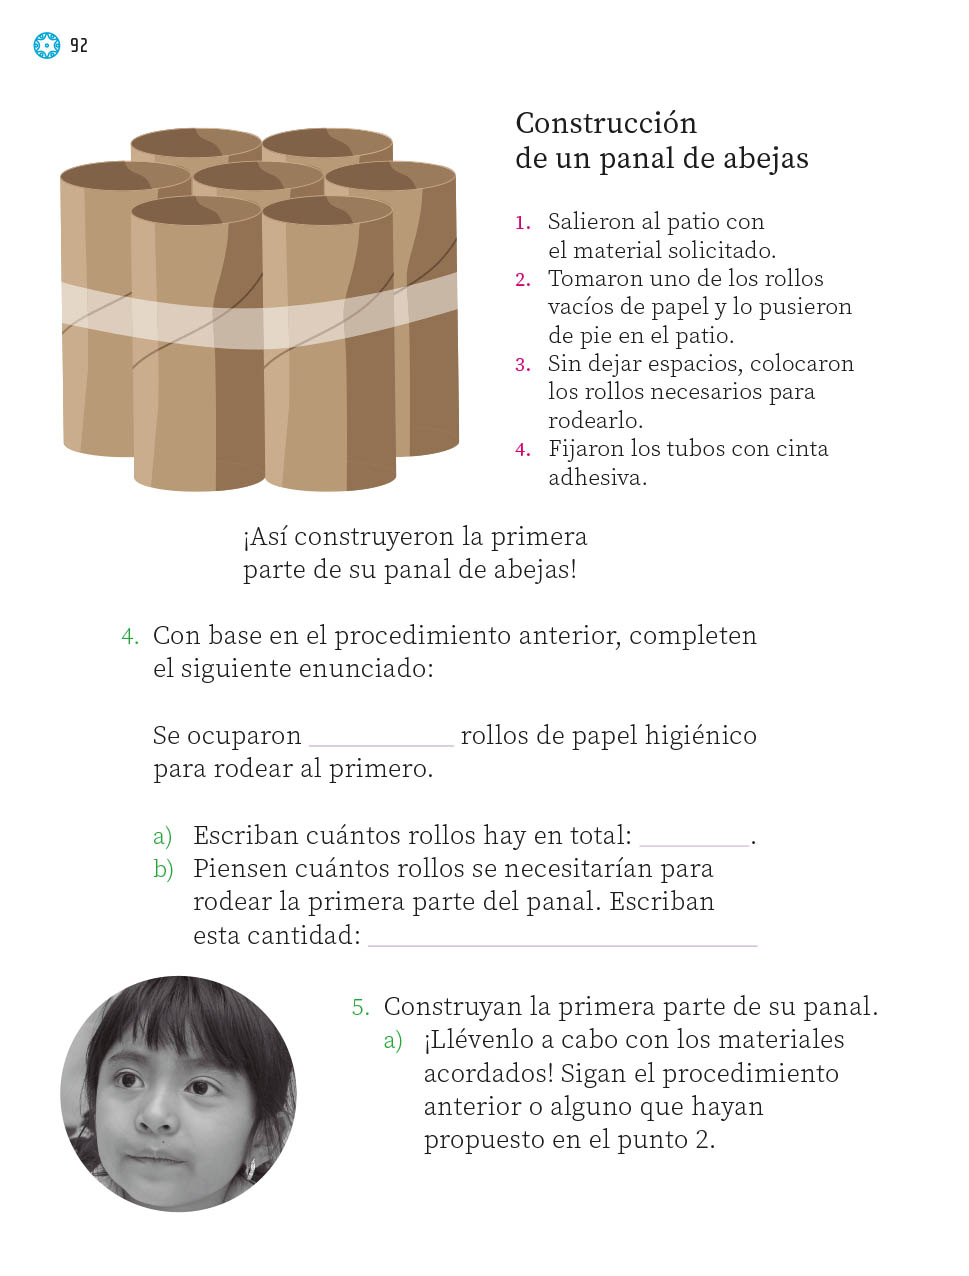 92
Construcción
de un panal de abejas
1. Salieron al patio con
el material solicitado.
2. Tomaron uno de los rollos
vacíos de papel y lo pusieron
de pie en el patio.
3. Sin dejar espacios, colocaron
los rollos necesarios para
rodearlo.
4. Fijaron los tubos con cinta
adhesiva.
¡Así construyeron la primera
parte de su panal de abejas!
4. Con base en el procedimiento anterior, completen
el siguiente enunciado:
Se ocuparon __________ rollos de papel higiénico
para rodear al primero.
a) Escriban cuántos rollos hay en total: ________.
b) Piensen cuántos rollos se necesitarían para
rodear la primera parte del panal. Escriban
esta cantidad: ____________________________
5. Construyan la primera parte de su panal.
a) ¡Llévenlo a cabo con los materiales
acordados! Sigan el procedimiento
anterior o alguno que hayan
propuesto en el punto 2.